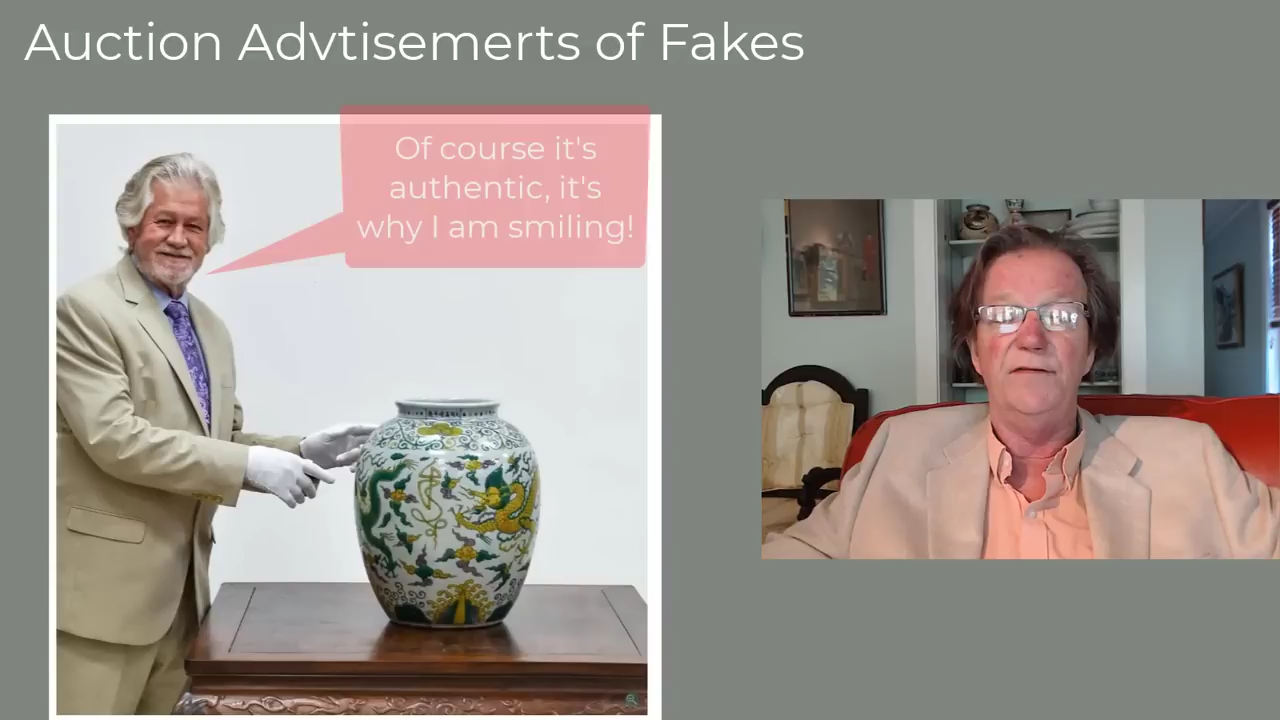 Auction Advtisemerts of Fakes
Of course it's
authentic, it's
why I am smiling!